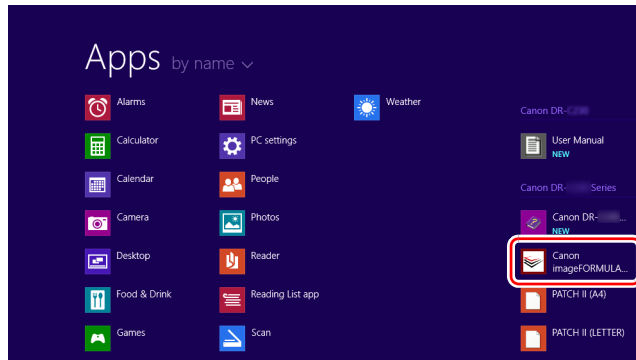 Apps by name
Alarms
Calculator
Calendar
Camera
Desktop
Food & Drink
Games
News
PC settings
People
Photos
Reader
Reading List app
Scan
Weather
Canon DR-
User Manual
NEW
Canon DR- Series
Canon DR- ...
NEW
Canon
imageFORMULA...
PATCH II (A4)
PATCH II (LETTER)